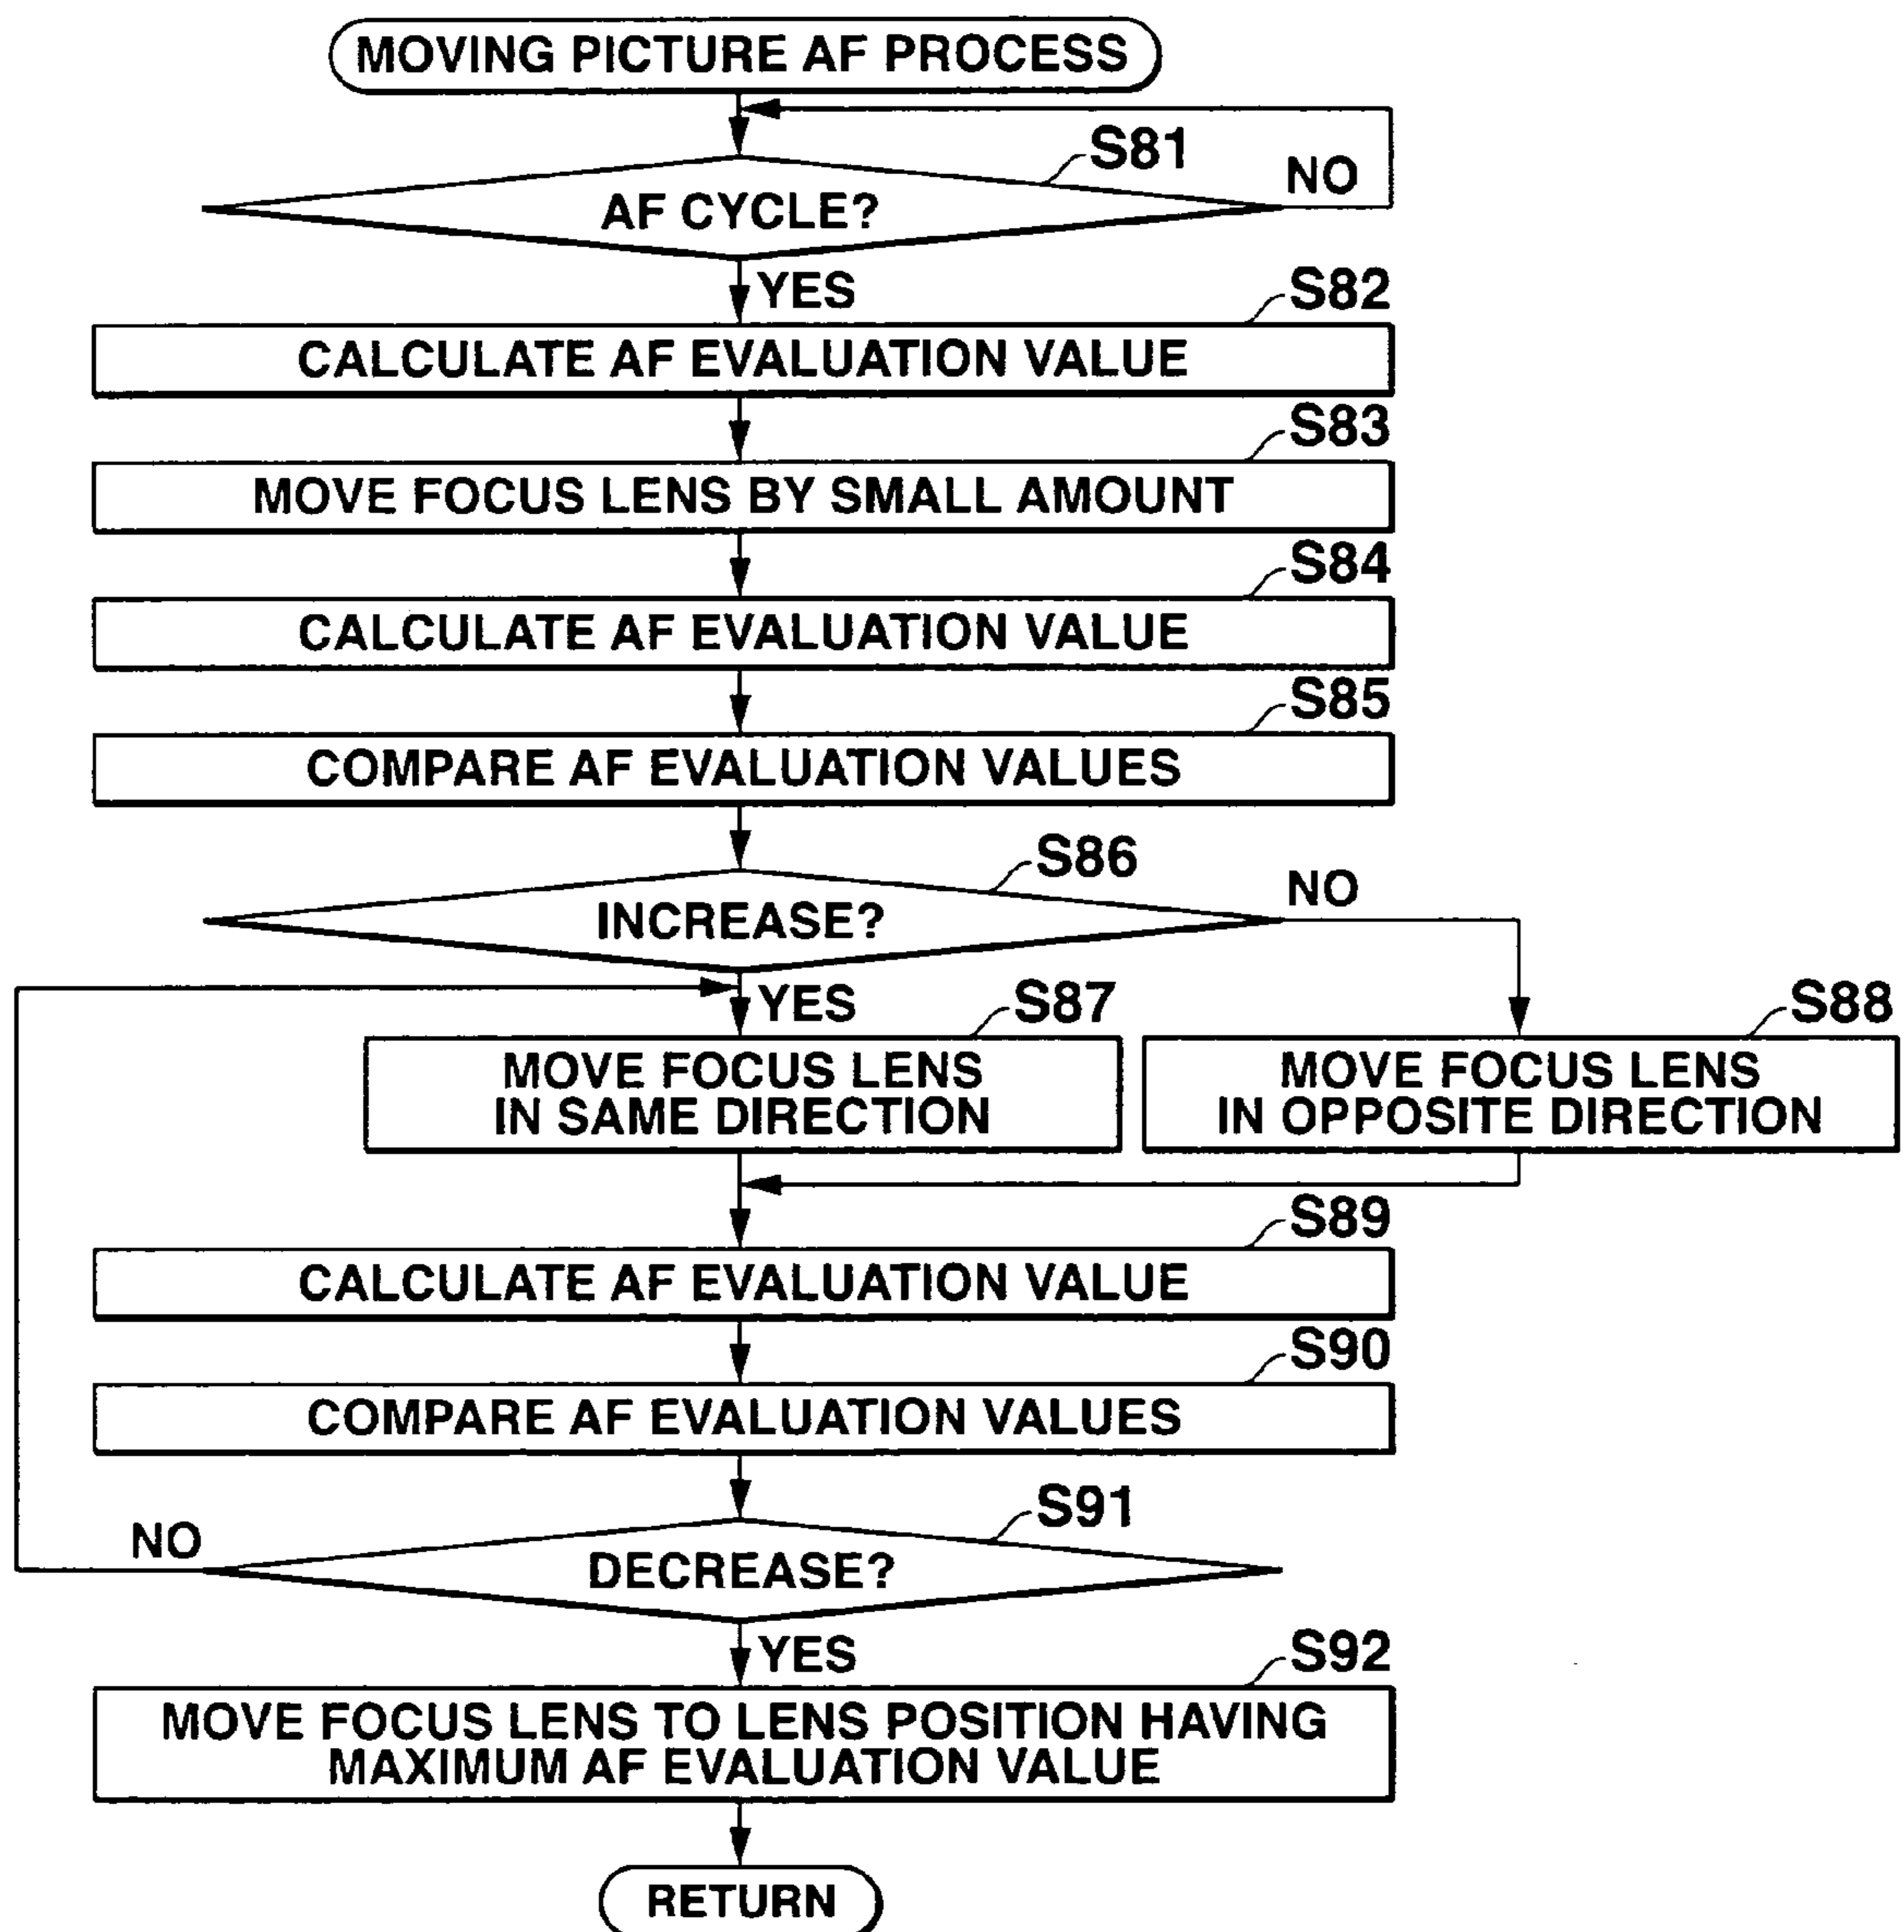 MOVING PICTURE AF PROCESS
S81
NO
AF CYCLE?
YES
S82
CALCULATE AF EVALUATION VALUE
S83
MOVE FOCUS LENS BY SMALL AMOUNT
S84
CALCULATE AF EVALUATION VALUE
S85
COMPARE AF EVALUATION VALUES
S86
NO
INCREASE?
YES
S87
S88
MOVE FOCUS LENS
IN SAME DIRECTION
MOVE FOCUS LENS
IN OPPOSITE DIRECTION
S89
CALCULATE AF EVALUATION VALUE
S90
COMPARE AF EVALUATION VALUES
S91
NO
DECREASE?
YES
S92
MOVE FOCUS LENS TO LENS POSITION HAVING
MAXIMUM AF EVALUATION VALUE
RETURN